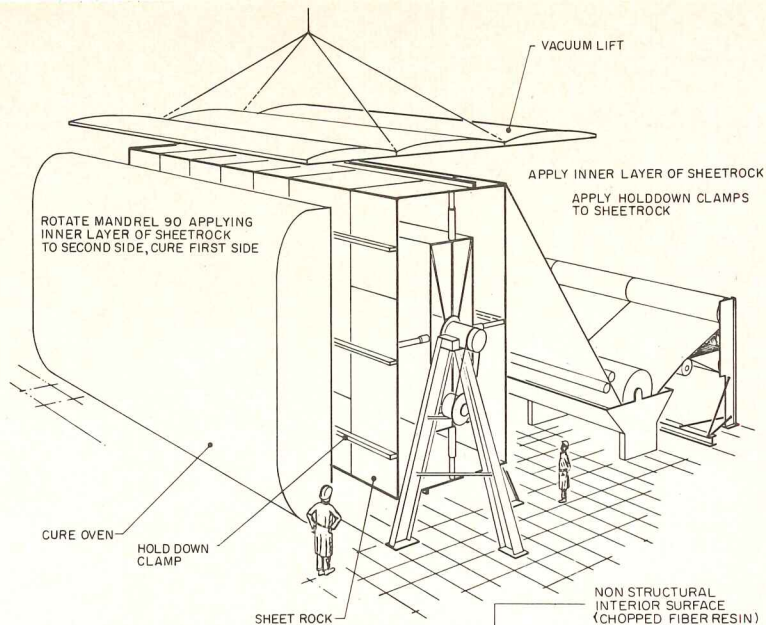 VACUUM LIFT
APPLY INNER LAYER OF SHEETROCK
APPLY HOLDDOWN CLAMPS
TO SHEETROCK
ROTATE MANDREL 90 APPLYING
INNER LAYER OF SHEETROCK
TO SECOND SIDE, CURE FIRST SIDE
CURE OVEN
HOLD DOWN
CLAMP
SHEET ROCK
NON STRUCTURAL
INTERIOR SURFACE
(CHOPPED FIBER RESIN)